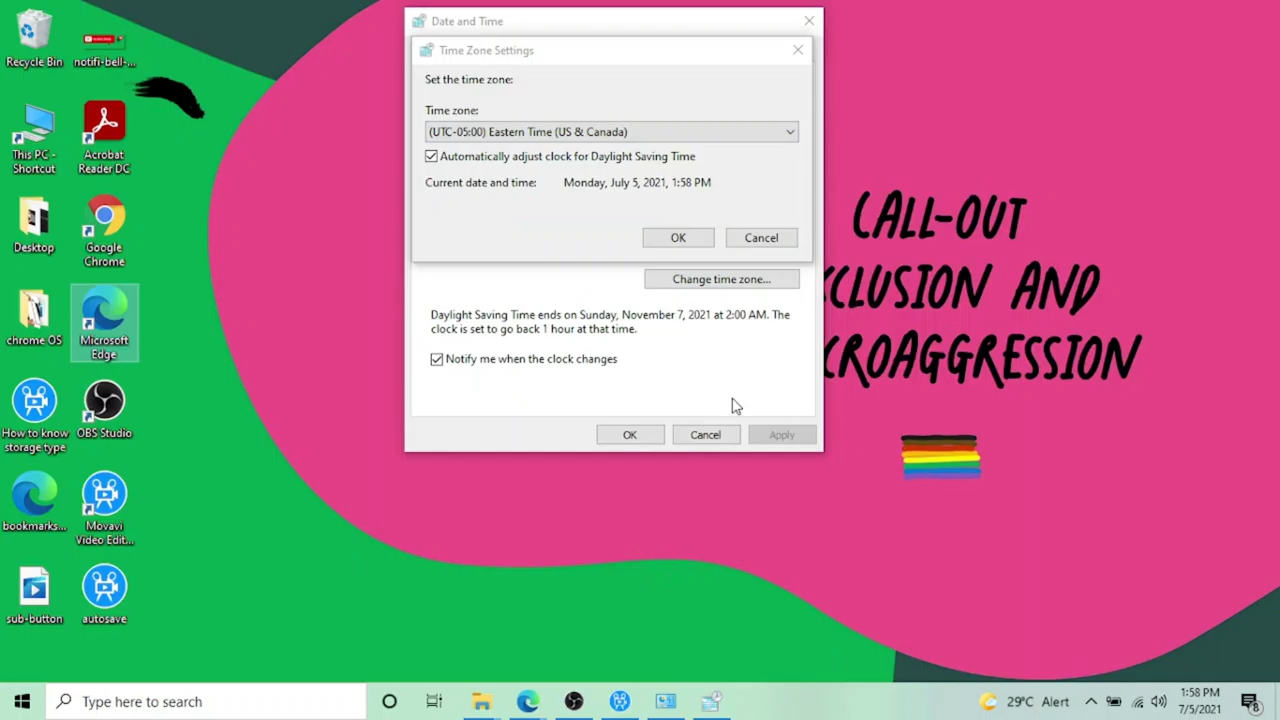 Recycle Bin
notifi-bell-...
This PC -
Shortcut
Acrobat
Reader DC
Desktop
Google
Chrome
chrome OS
Microsoft
Edge
How to know
storage type
OBS Studio
bookmarks...
Movavi
Video Edit...
sub-button
autosave
Date and Time
Time Zone Settings
Set the time zone:
Time zone:
(UTC-05:00) Eastern Time (US & Canada)
Automatically adjust clock for Daylight Saving Time
Current date and time: Monday, July 5, 2021, 1:58 PM
OK Cancel
Change time zone...
Daylight Saving Time ends on Sunday, November 7, 2021 at 2:00 AM. The
clock is set to go back 1 hour at that time.
Notify me when the clock changes
OK Cancel Apply
CALL-OUT
CLUSION AND
CROAGGRESSION
Type here to search
29°C Alert
1:58 PM
7/5/2021
8